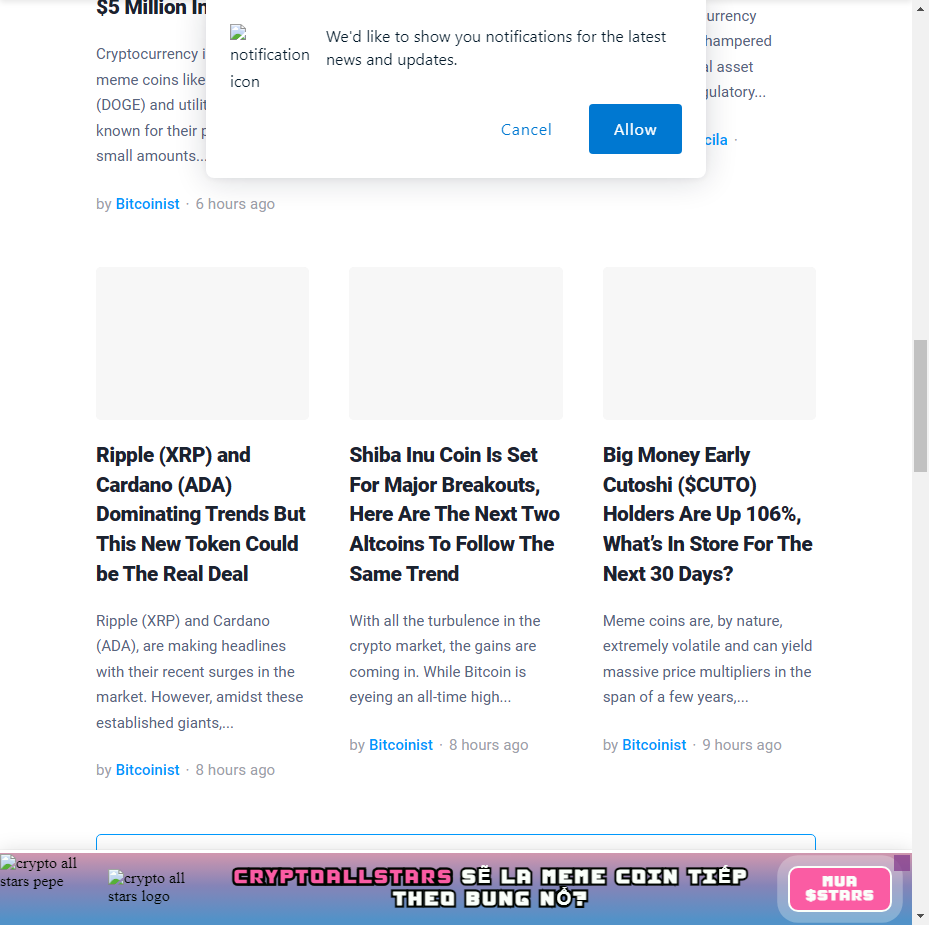 $5 Million In
Cryptocurrency i
meme coins like
(DOGE) and utilit
known for their p
small amounts...
by Bitcoinist · 6 hours ago
notification
icon
We'd like to show you notifications for the latest
news and updates.
Cancel
Allow
urrency
hampered
al asset
gulatory...
cila ·
Ripple (XRP) and
Cardano (ADA)
Dominating Trends But
This New Token Could
be The Real Deal
Ripple (XRP) and Cardano
(ADA), are making headlines
with their recent surges in the
market. However, amidst these
established giants,...
by Bitcoinist · 8 hours ago
Shiba Inu Coin Is Set
For Major Breakouts,
Here Are The Next Two
Altcoins To Follow The
Same Trend
With all the turbulence in the
crypto market, the gains are
coming in. While Bitcoin is
eyeing an all-time high...
by Bitcoinist · 8 hours ago
Big Money Early
Cutoshi ($CUTO)
Holders Are Up 106%,
What’s In Store For The
Next 30 Days?
Meme coins are, by nature,
extremely volatile and can yield
massive price multipliers in the
span of a few years,...
by Bitcoinist · 9 hours ago
crypto all
stars pepe
crypto all
stars logo
CRYPTOALLSTARS SẼ LA MEME COIN TIẾP
THEO BUNG NỔ?
MUA
$STARS